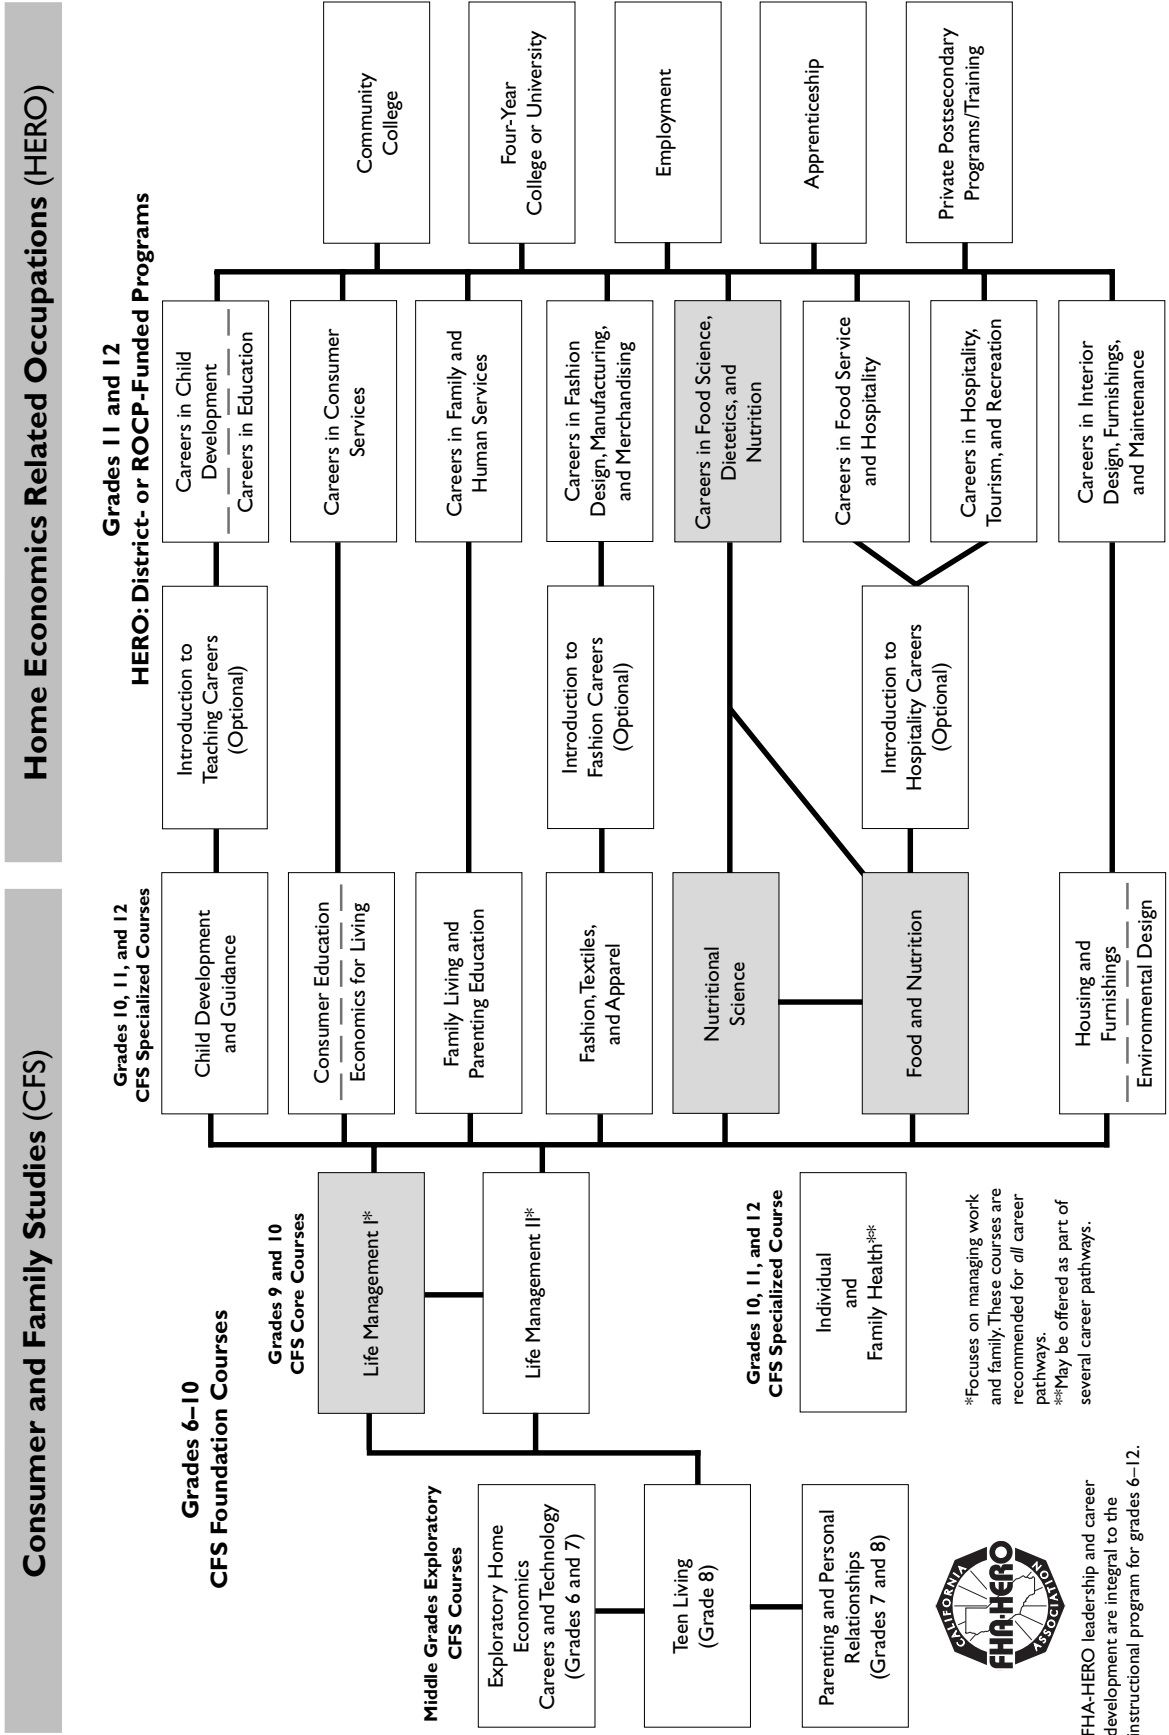 Consumer and Family Studies (CFS)
Home Economics Related Occupations (HERO)
Grades 6–10
CFS Foundation Courses
Middle Grades Exploratory
CFS Courses
Exploratory Home
Economics
Careers and Technology
(Grades 6 and 7)
Teen Living
(Grade 8)
Parenting and Personal
Relationships
(Grades 7 and 8)
Grades 9 and 10
CFS Core Courses
Life Management I*
Life Management II*
Grades 10, 11, and 12
CFS Specialized Course
Individual
and
Family Health**
*Focuses on managing work
and family. These courses are
recommended for all career
pathways.
**May be offered as part of
several career pathways.
CALIFORNIA
FHA-HERO
ASSOCIATION
FHA-HERO leadership and career
development are integral to the
instructional program for grades 6–12.
Grades 10, 11, and 12
CFS Specialized Courses
Child Development
and Guidance
Consumer Education
Economics for Living
Family Living and
Parenting Education
Fashion, Textiles,
and Apparel
Nutritional
Science
Food and Nutrition
Housing and
Furnishings
Environmental Design
Grades 11 and 12
HERO: District- or ROCP-Funded Programs
Introduction to
Teaching Careers
(Optional)
Introduction to
Fashion Careers
(Optional)
Introduction to
Hospitality Careers
(Optional)
Careers in Child
Development
Careers in Education
Careers in Consumer
Services
Careers in Family and
Human Services
Careers in Fashion
Design, Manufacturing,
and Merchandising
Careers in Food Science,
Dietetics, and
Nutrition
Careers in Food Service
and Hospitality
Careers in Hospitality,
Tourism, and Recreation
Careers in Interior
Design, Furnishings,
and Maintenance
Community
College
Four-Year
College or University
Employment
Apprenticeship
Private Postsecondary
Programs/Training